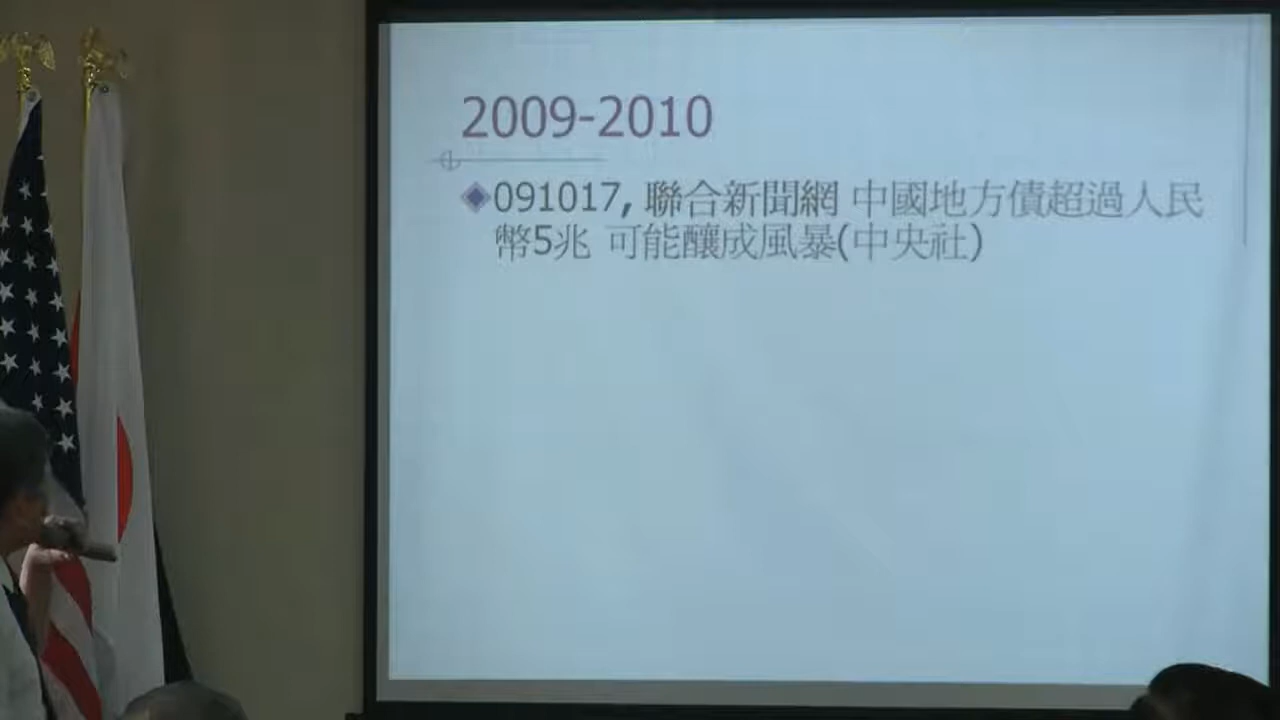 2009-2010
091017, 聯合新聞網 中國地方債超過人民
幣5兆 可能釀成風暴(中央社)